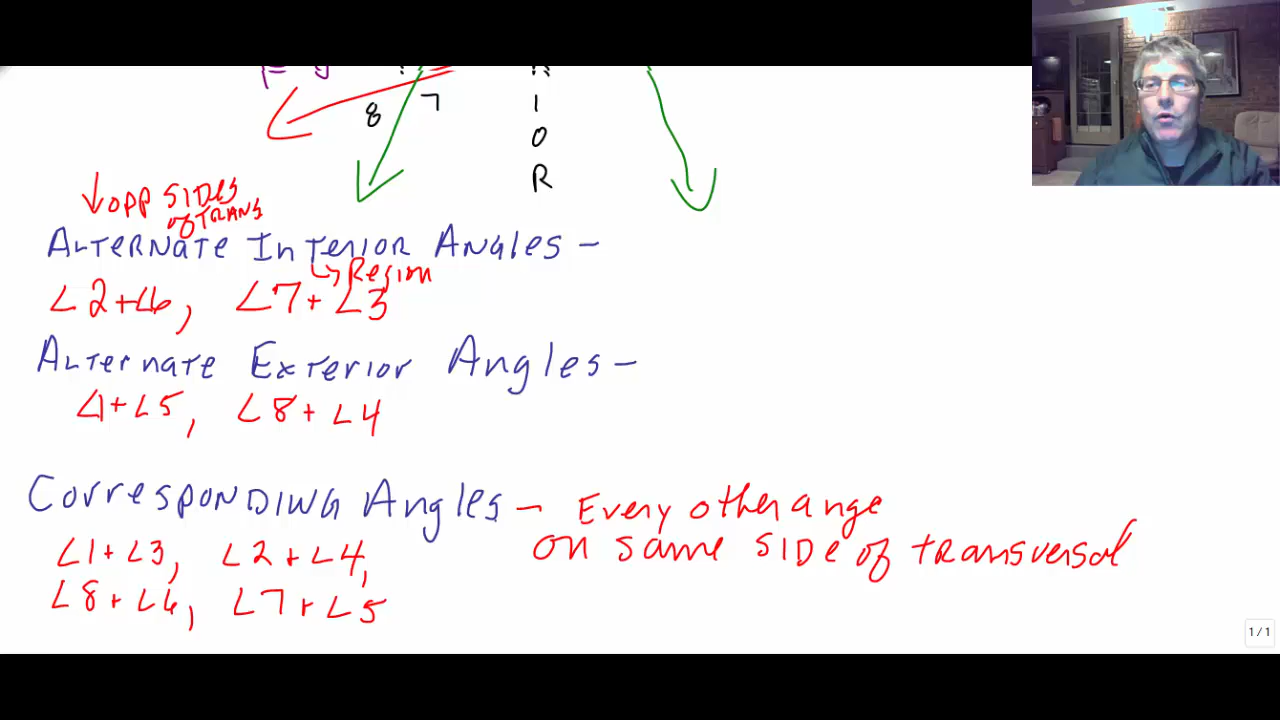 8 7
I
O
R
↓ OPP SIDES
of TRANS
ALTERNATE INTERIOR ANGLES -
↳ Region
∠2+∠6, ∠7+∠3
ALTERNATE EXTERIOR ANGLES -
∠1+∠5, ∠8+∠4
CORRESPONDING ANGLES - Every other ange
on same SIDE of transversal
∠1+∠3, ∠2+∠4,
∠8+∠6, ∠7+∠5
1/1